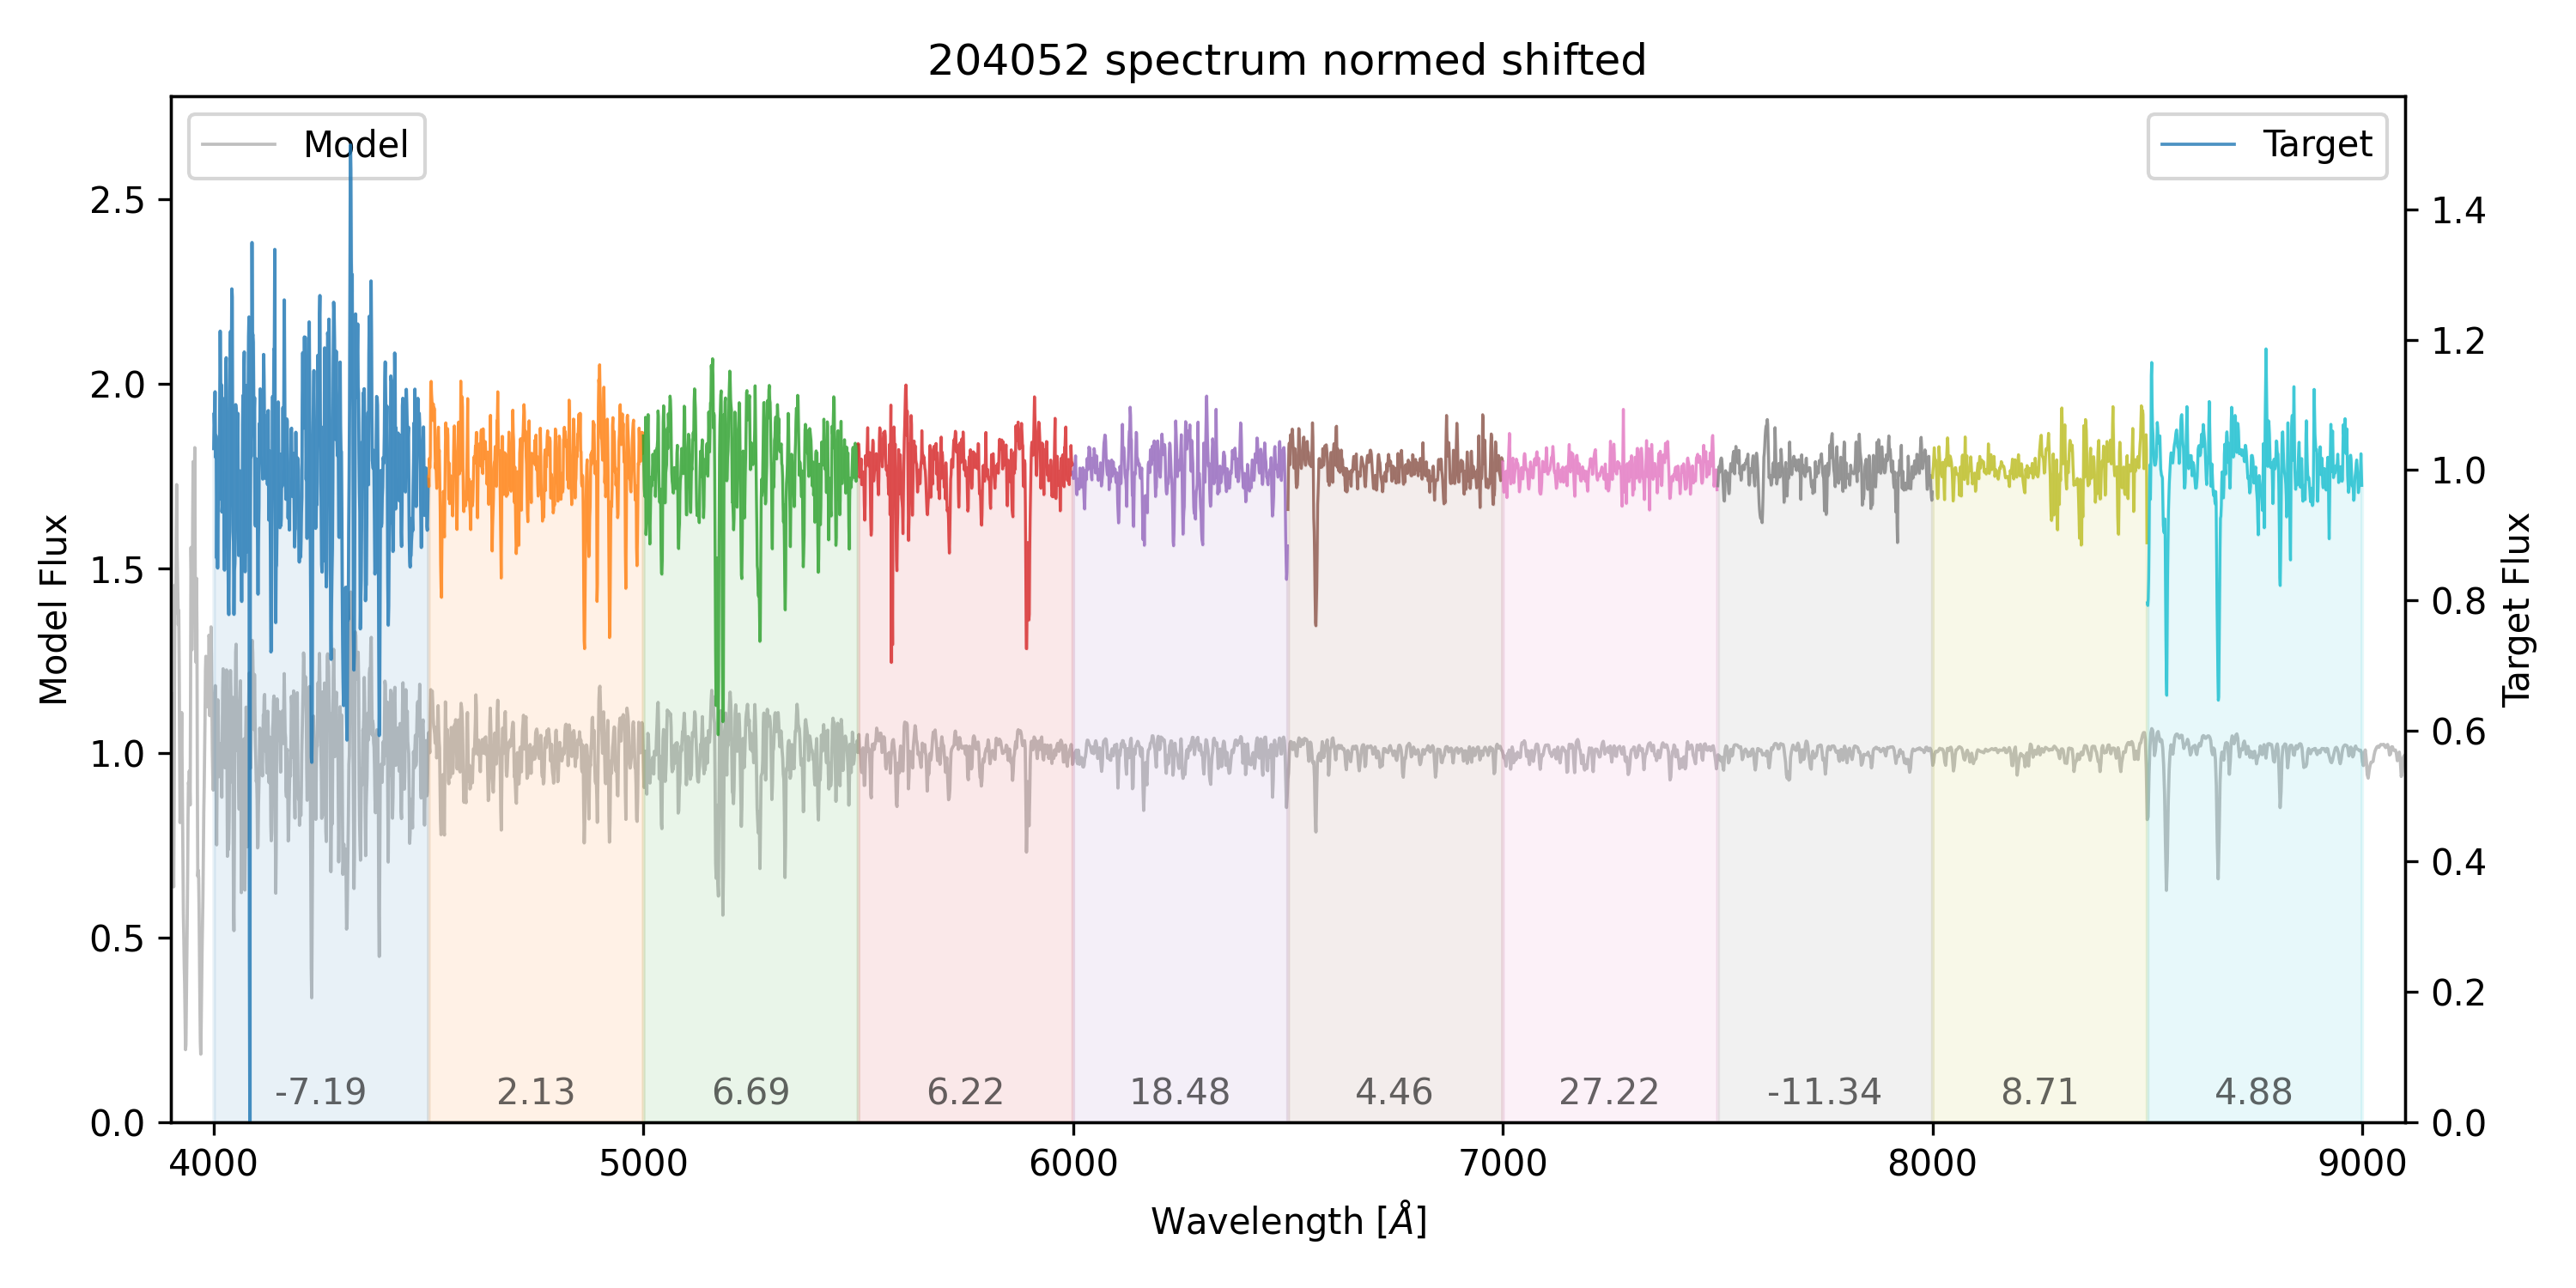 204052 spectrum normed shifted
Model
Target
2.5
2.0
1.5
1.0
0.5
0.0
Model Flux
1.4
1.2
1.0
0.8
0.6
0.4
0.2
0.0
Target Flux
-7.19 2.13 6.69 6.22 18.48 4.46 27.22 -11.34 8.71 4.88
4000 5000 6000 7000 8000 9000
Wavelength [Å]